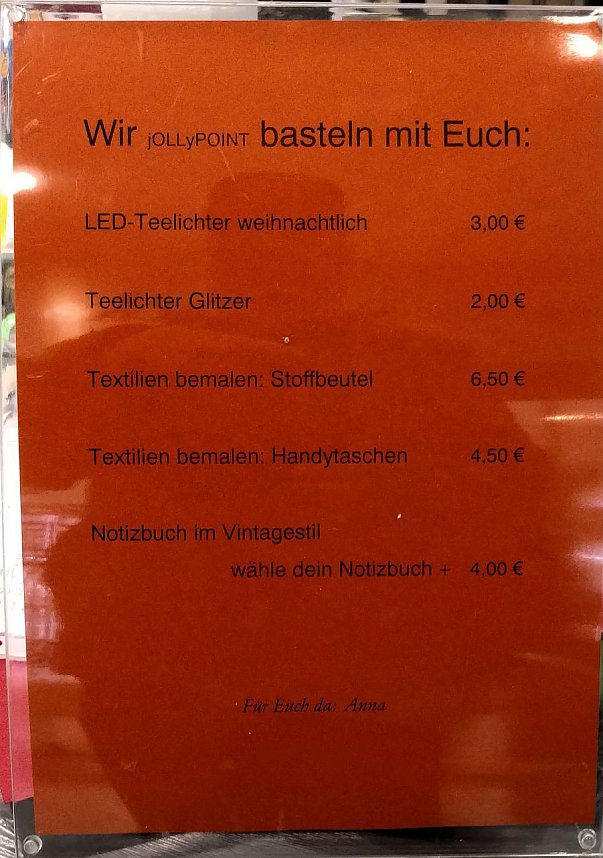 Wir jOLLyPOINT basteln mit Euch:
LED-Teelichter weihnachtlich 3,00 €
Teelichter Glitzer 2,00 €
Textilien bemalen: Stoffbeutel 6,50 €
Textilien bemalen: Handytaschen 4,50 €
Notizbuch im Vintagestil
wähle dein Notizbuch + 4,00 €
Für Euch da: Anna